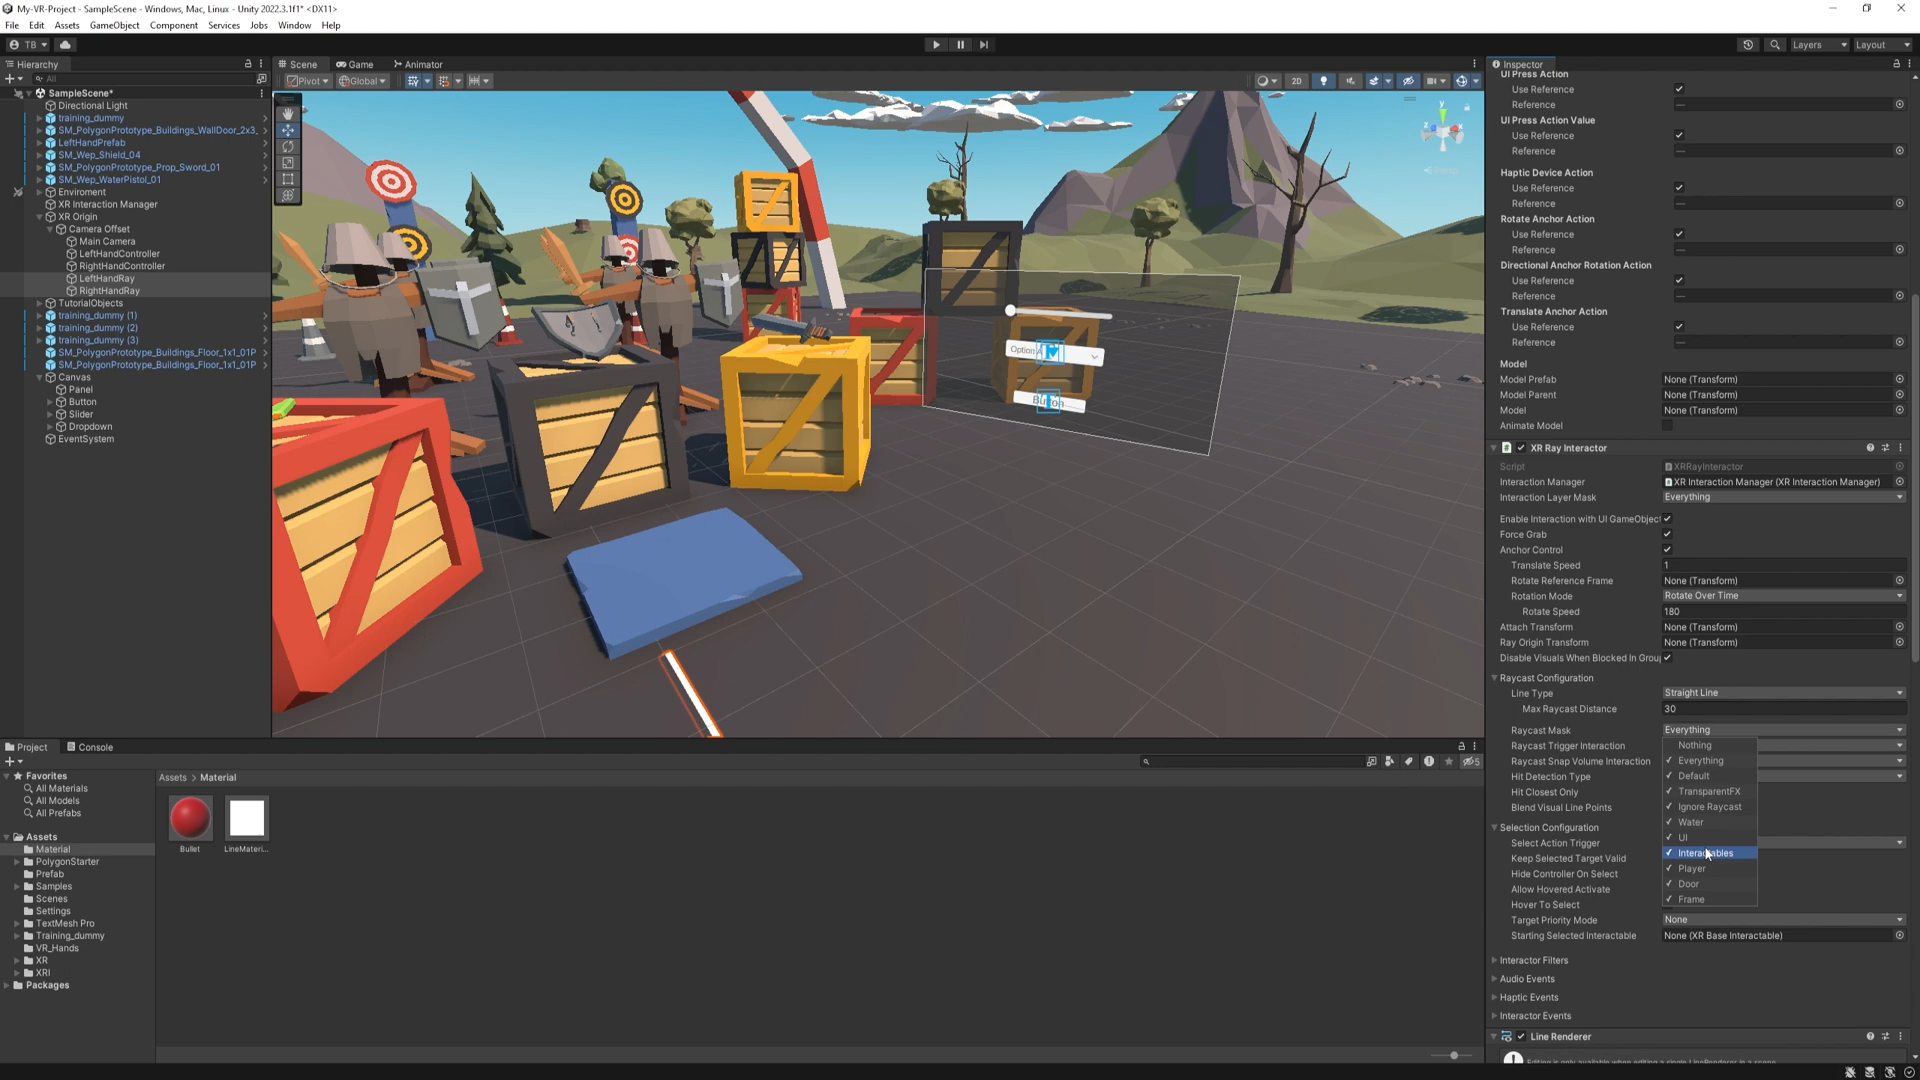 My-VR-Project - SampleScene - Windows, Mac, Linux - Unity 2022.3.1f1* <DX11>
File Edit Assets GameObject Component Services Jobs Window Help
TB
Layers Layout
Hierarchy
All
SampleScene*
Directional Light
training_dummy
SM_PolygonPrototype_Buildings_WallDoor_2x3_
LeftHandPrefab
SM_Wep_Shield_04
SM_PolygonPrototype_Prop_Sword_01
SM_Wep_WaterPistol_01
Enviroment
XR Interaction Manager
XR Origin
Camera Offset
Main Camera
LeftHandController
RightHandController
LeftHandRay
RightHandRay
TutorialObjects
training_dummy (1)
training_dummy (2)
training_dummy (3)
SM_PolygonPrototype_Buildings_Floor_1x1_01P
SM_PolygonPrototype_Buildings_Floor_1x1_01P
Canvas
Panel
Button
Slider
Dropdown
EventSystem
Scene Game Animator
Pivot Global
2D
y
Option
Button
Inspector
UI Press Action
Use Reference
Reference
UI Press Action Value
Use Reference
Reference
Haptic Device Action
Use Reference
Reference
Rotate Anchor Action
Use Reference
Reference
Directional Anchor Rotation Action
Use Reference
Reference
Translate Anchor Action
Use Reference
Reference
Model
Model Prefab None (Transform)
Model Parent None (Transform)
Model None (Transform)
Animate Model
XR Ray Interactor
Script XRRayInteractor
Interaction Manager XR Interaction Manager (XR Interaction Manager)
Interaction Layer Mask Everything
Enable Interaction with UI GameObjec
Force Grab
Anchor Control
Translate Speed 1
Rotate Reference Frame None (Transform)
Rotation Mode Rotate Over Time
Rotate Speed 180
Attach Transform None (Transform)
Ray Origin Transform None (Transform)
Disable Visuals When Blocked In Group
Raycast Configuration
Line Type Straight Line
Max Raycast Distance 30
Raycast Mask Everything
Raycast Trigger Interaction
Raycast Snap Volume Interaction
Hit Detection Type
Hit Closest Only
Blend Visual Line Points
Nothing
Everything
Default
TransparentFX
Ignore Raycast
Water
UI
Interactables
Player
Door
Frame
Selection Configuration
Select Action Trigger
Keep Selected Target Valid
Hide Controller On Select
Allow Hovered Activate
Hover To Select
Target Priority Mode None
Starting Selected Interactable None (XR Base Interactable)
Interactor Filters
Audio Events
Haptic Events
Interactor Events
Line Renderer
Project Console
5
Favorites
All Materials
All Models
All Prefabs
Assets
Material
PolygonStarter
Prefab
Samples
Scenes
Settings
TextMesh Pro
Training_dummy
VR_Hands
XR
XRI
Packages
Assets > Material
Bullet LineMateri...